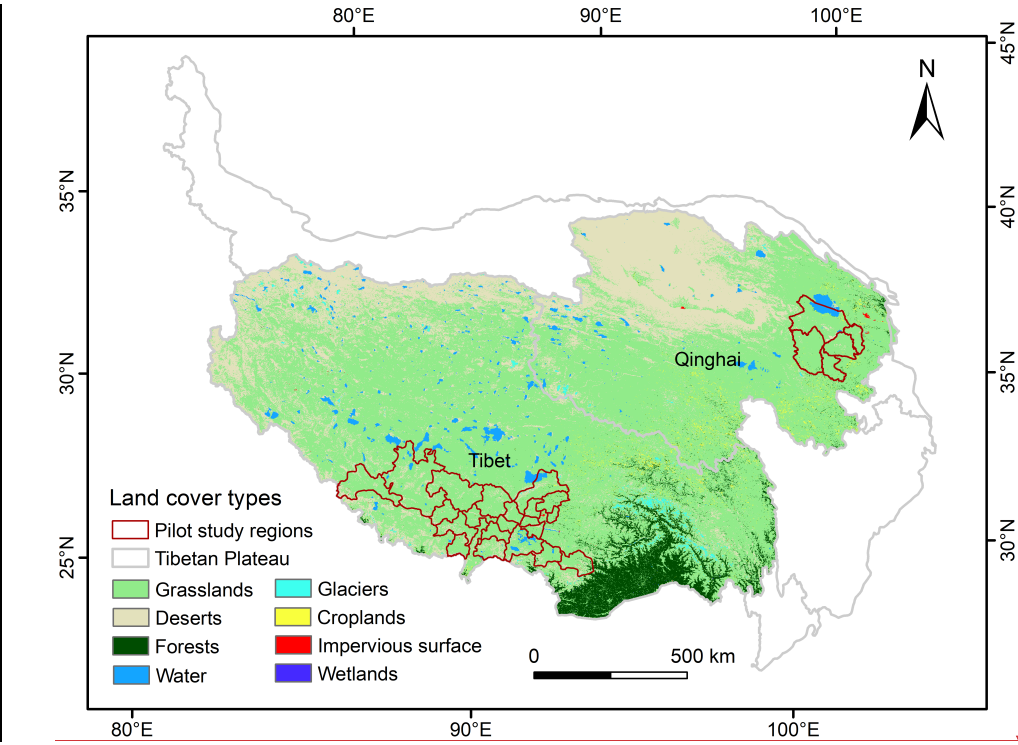 80°E 90°E 100°E
45°N
N
35°N
40°N
Qinghai
30°N
35°N
Tibet
Land cover types
Pilot study regions
Tibetan Plateau
25°N
30°N
Grasslands Glaciers
Deserts Croplands
Forests Impervious surface
Water Wetlands
0 500 km
80°E 90°E 100°E